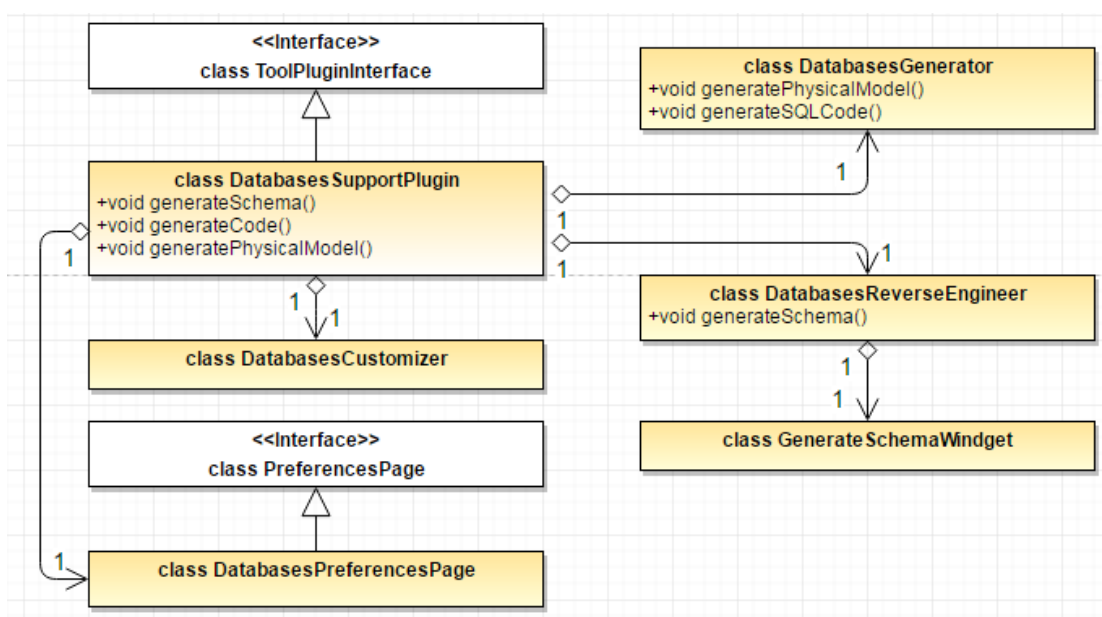 <<Interface>>
class ToolPluginInterface
class DatabasesSupportPlugin
+void generateSchema()
+void generateCode()
+void generatePhysicalModel()
1
1
1
class DatabasesCustomizer
<<Interface>>
class PreferencesPage
1
class DatabasesPreferencesPage
class DatabasesGenerator
+void generatePhysicalModel()
+void generateSQLCode()
1
1
1
1
class DatabasesReverseEngineer
+void generateSchema()
1
1
class GenerateSchemaWindget